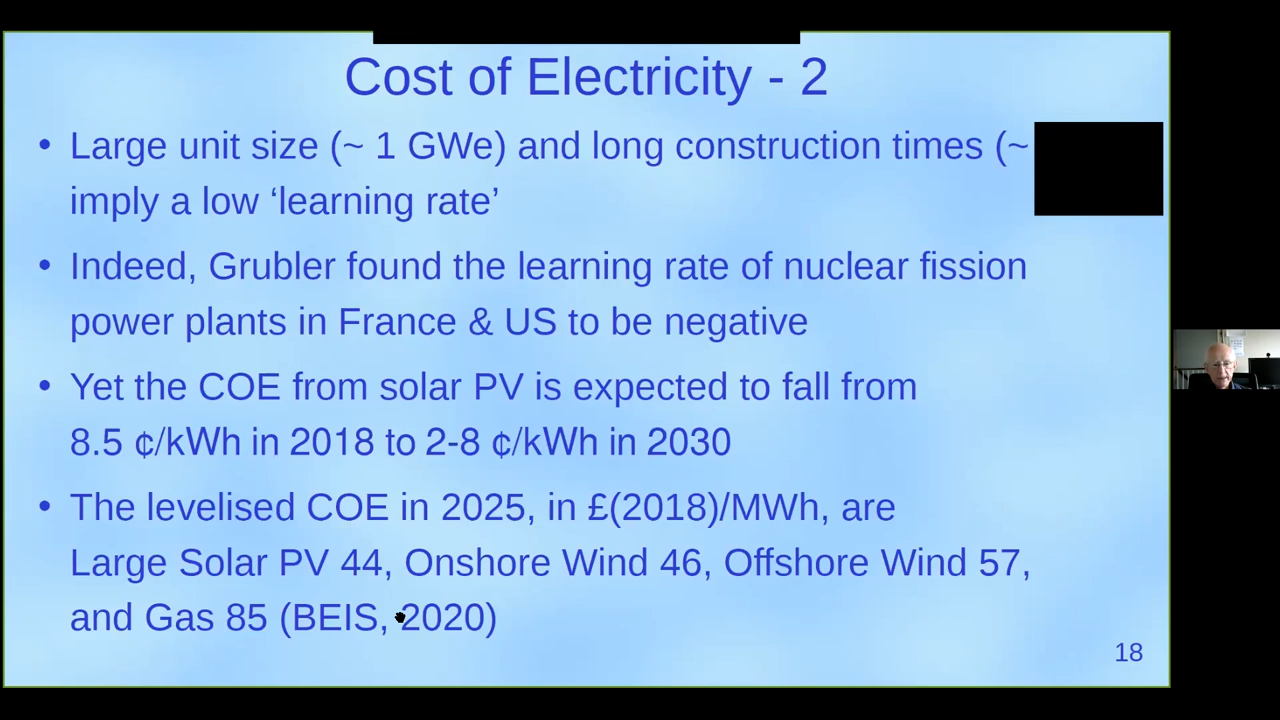 Cost of Electricity - 2
• Large unit size (~ 1 GWe) and long construction times (~
imply a low ‘learning rate’
• Indeed, Grubler found the learning rate of nuclear fission
power plants in France & US to be negative
• Yet the COE from solar PV is expected to fall from
8.5 ¢/kWh in 2018 to 2-8 ¢/kWh in 2030
• The levelised COE in 2025, in £(2018)/MWh, are
Large Solar PV 44, Onshore Wind 46, Offshore Wind 57,
and Gas 85 (BEIS, 2020)
18